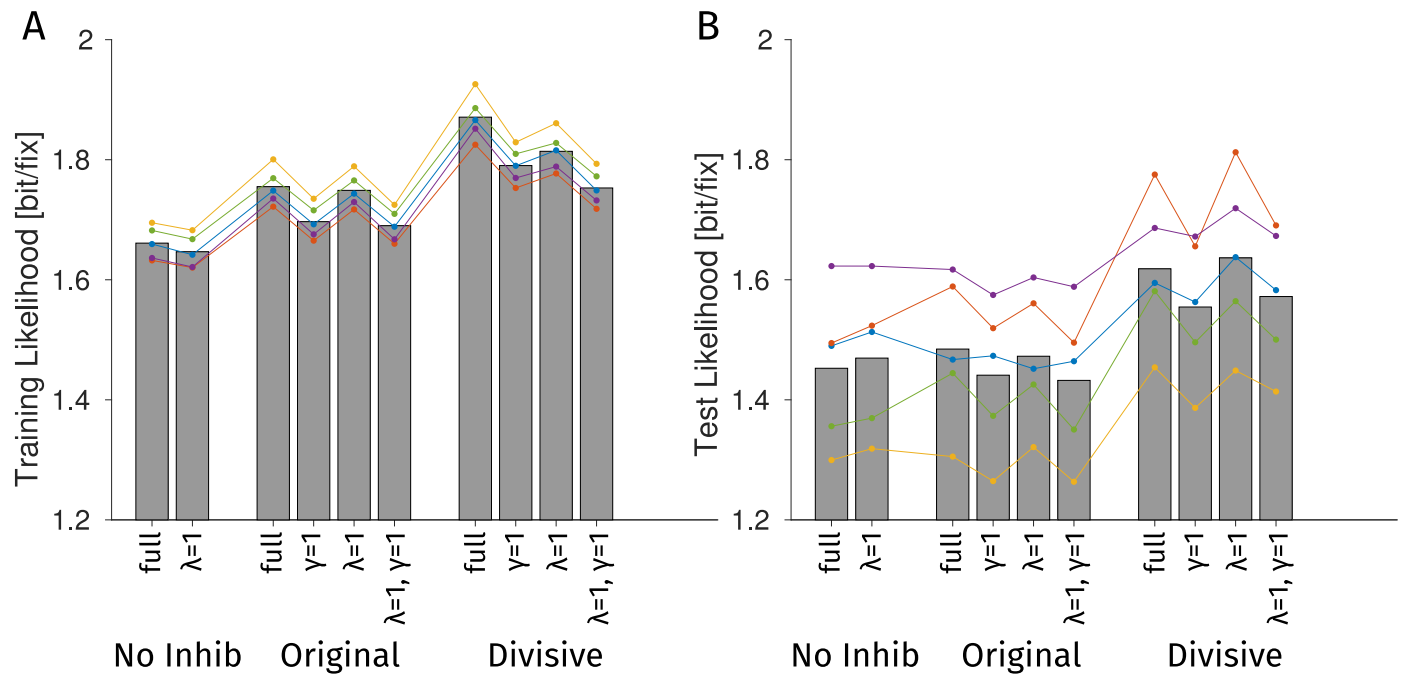 A
Training Likelihood [bit/fix]
2
1.8
1.6
1.4
1.2
full
λ=1
full
γ=1
λ=1
λ=1, γ=1
full
γ=1
λ=1
λ=1, γ=1
No Inhib
Original
Divisive
B
Test Likelihood [bit/fix]
2
1.8
1.6
1.4
1.2
full
λ=1
full
γ=1
λ=1
λ=1, γ=1
full
γ=1
λ=1
λ=1, γ=1
No Inhib
Original
Divisive